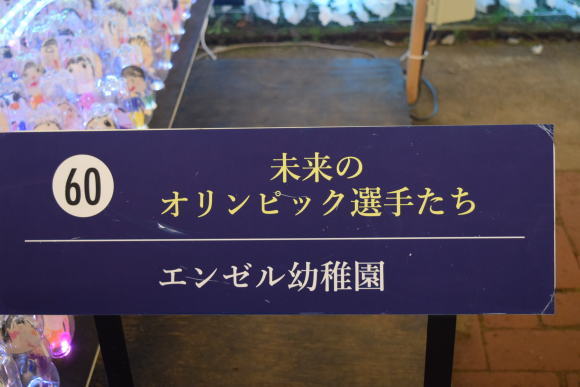 60
未来の
オリンピック選手たち
エンゼル幼稚園